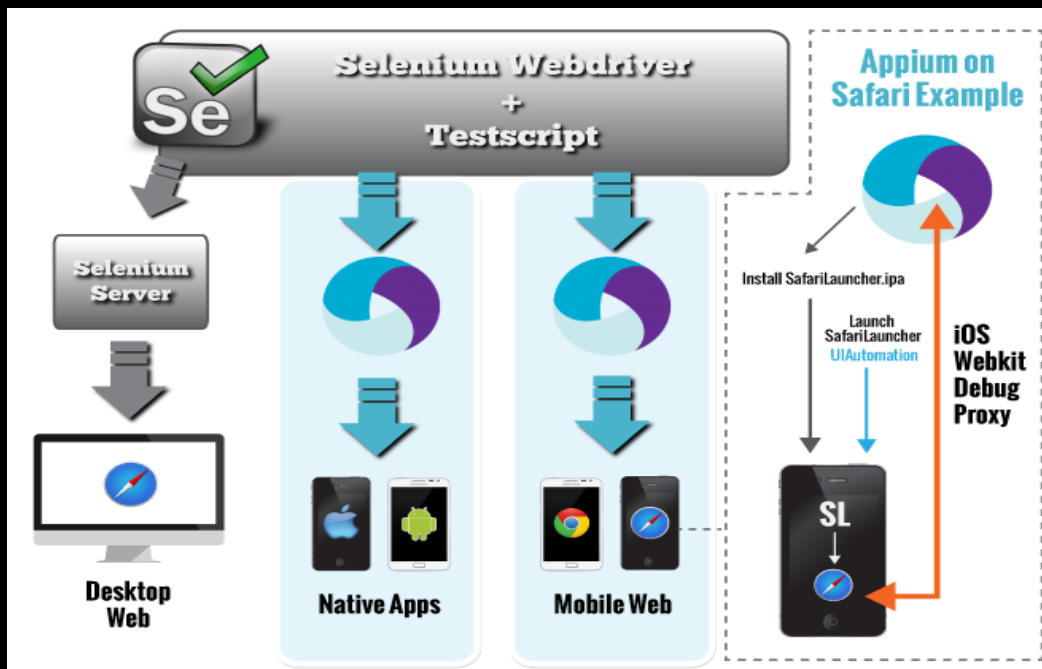 Se
Selenium Webdriver
+
Testscript
Selenium
Server
Desktop
Web
Native Apps
Mobile Web
Appium on
Safari Example
Install SafariLauncher.ipa
Launch
SafariLauncher
UIAutomation
iOS
Webkit
Debug
Proxy
SL